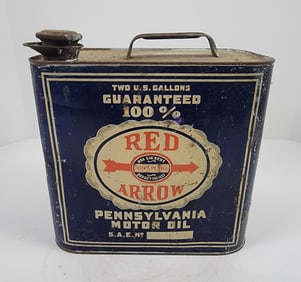 TWO U.S. GALLONS
GUARANTEED
100%
RED
ARROW
PENNSYLVANIA
MOTOR OIL
S.A.E. No